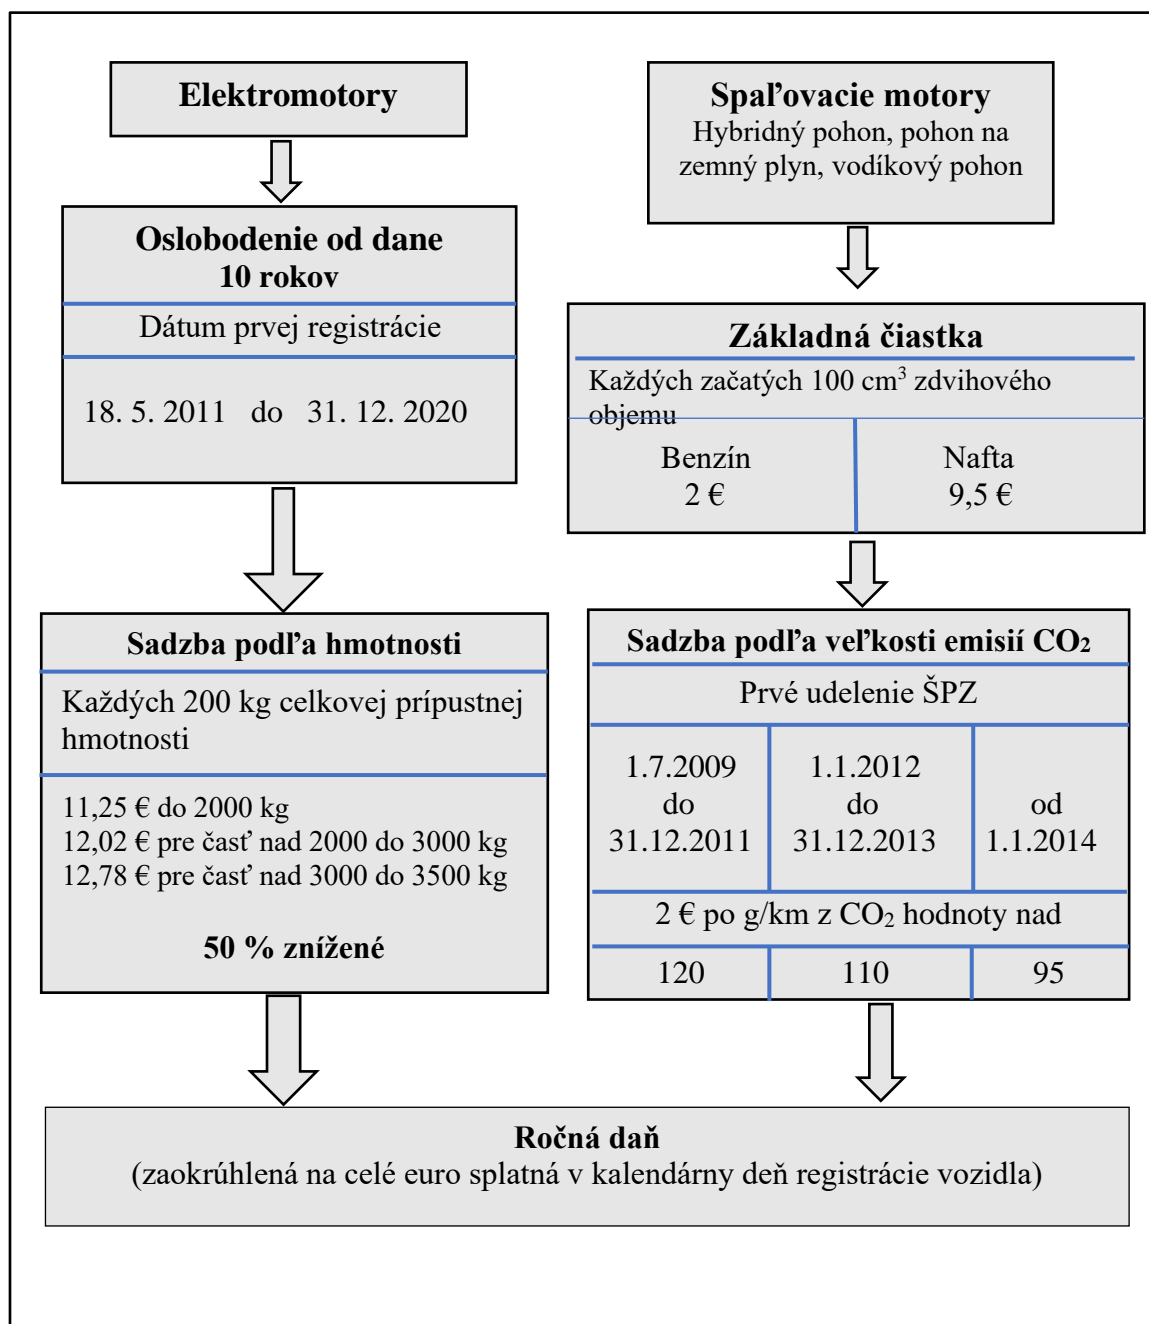 Elektromotory
Oslobodenie od dane
10 rokov
Dátum prvej registrácie
18. 5. 2011 do 31. 12. 2020
Sadzba podľa hmotnosti
Každých 200 kg celkovej prípustnej
hmotnosti
11,25 € do 2000 kg
12,02 € pre časť nad 2000 do 3000 kg
12,78 € pre časť nad 3000 do 3500 kg
50 % znížené
Spaľovacie motory
Hybridný pohon, pohon na
zemný plyn, vodíkový pohon
Základná čiastka
Každých začatých 100 cm³ zdvihového
objemu
Benzín
2 €
Nafta
9,5 €
Sadzba podľa veľkosti emisií CO₂
Prvé udelenie ŠPZ
1.7.2009
do
31.12.2011
1.1.2012
do
31.12.2013
od
1.1.2014
2 € po g/km z CO₂ hodnoty nad
120
110
95
Ročná daň
(zaokrúhlená na celé euro splatná v kalendárny deň registrácie vozidla)